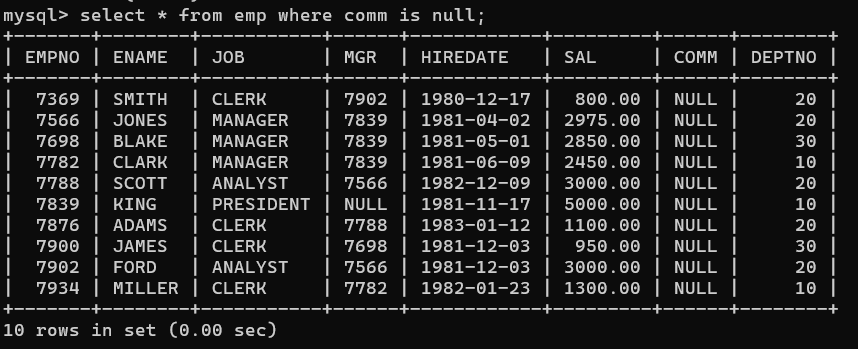 mysql> select * from emp where comm is null;
+-------+--------+-----------+------+------------+---------+------+--------+
| EMPNO | ENAME  | JOB       | MGR  | HIREDATE   | SAL     | COMM | DEPTNO |
+-------+--------+-----------+------+------------+---------+------+--------+
|  7369 | SMITH  | CLERK     | 7902 | 1980-12-17 |  800.00 | NULL |     20 |
|  7566 | JONES  | MANAGER   | 7839 | 1981-04-02 | 2975.00 | NULL |     20 |
|  7698 | BLAKE  | MANAGER   | 7839 | 1981-05-01 | 2850.00 | NULL |     30 |
|  7782 | CLARK  | MANAGER   | 7839 | 1981-06-09 | 2450.00 | NULL |     10 |
|  7788 | SCOTT  | ANALYST   | 7566 | 1982-12-09 | 3000.00 | NULL |     20 |
|  7839 | KING   | PRESIDENT | NULL | 1981-11-17 | 5000.00 | NULL |     10 |
|  7876 | ADAMS  | CLERK     | 7788 | 1983-01-12 | 1100.00 | NULL |     20 |
|  7900 | JAMES  | CLERK     | 7698 | 1981-12-03 |  950.00 | NULL |     30 |
|  7902 | FORD   | ANALYST   | 7566 | 1981-12-03 | 3000.00 | NULL |     20 |
|  7934 | MILLER | CLERK     | 7782 | 1982-01-23 | 1300.00 | NULL |     10 |
+-------+--------+-----------+------+------------+---------+------+--------+
10 rows in set (0.00 sec)